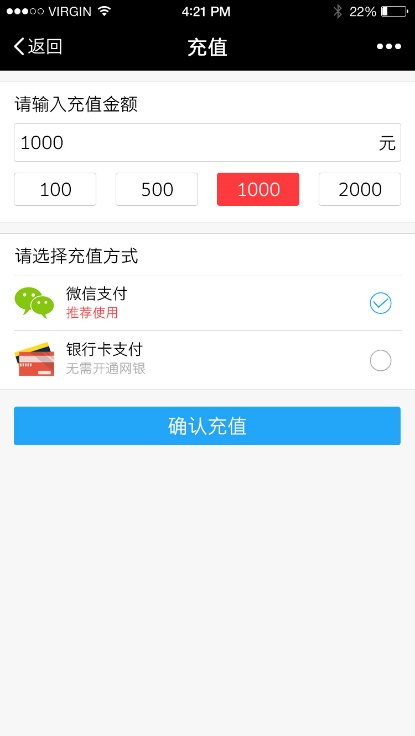 VIRGIN 4:21 PM 22%
返回 充值
请输入充值金额
1000 元
100 500 1000 2000
请选择充值方式
微信支付
推荐使用
银行卡支付
无需开通网银
确认充值